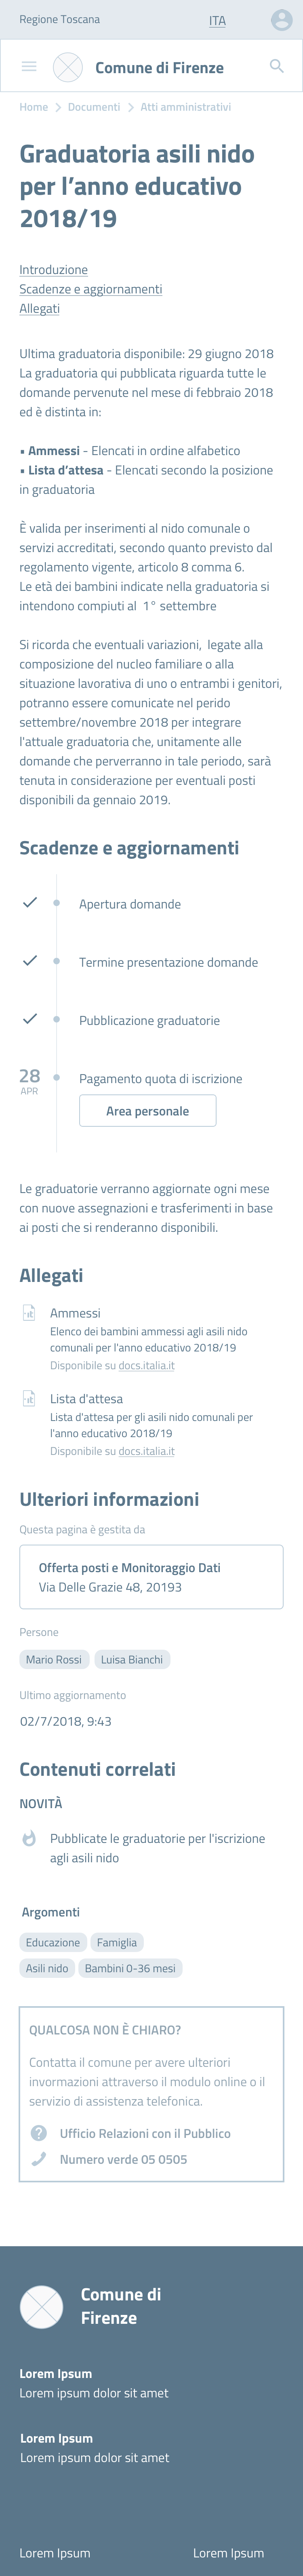 Regione Toscana
ITA
Comune di Firenze
Home > Documenti > Atti amministrativi
Graduatoria asili nido
per l’anno educativo
2018/19
Introduzione
Scadenze e aggiornamenti
Allegati
Ultima graduatoria disponibile: 29 giugno 2018
La graduatoria qui pubblicata riguarda tutte le
domande pervenute nel mese di febbraio 2018
ed è distinta in:
▪ Ammessi - Elencati in ordine alfabetico
▪ Lista d’attesa - Elencati secondo la posizione
in graduatoria
È valida per inserimenti al nido comunale o
servizi accreditati, secondo quanto previsto dal
regolamento vigente, articolo 8 comma 6.
Le età dei bambini indicate nella graduatoria si
intendono compiuti al 1° settembre
Si ricorda che eventuali variazioni, legate alla
composizione del nucleo familiare o alla
situazione lavorativa di uno o entrambi i genitori,
potranno essere comunicate nel perido
settembre/novembre 2018 per integrare
l'attuale graduatoria che, unitamente alle
domande che perverranno in tale periodo, sarà
tenuta in considerazione per eventuali posti
disponibili da gennaio 2019.
Scadenze e aggiornamenti
Apertura domande
Termine presentazione domande
Pubblicazione graduatorie
28
APR
Pagamento quota di iscrizione
Area personale
Le graduatorie verranno aggiornate ogni mese
con nuove assegnazioni e trasferimenti in base
ai posti che si renderanno disponibili.
Allegati
.it
Ammessi
Elenco dei bambini ammessi agli asili nido
comunali per l'anno educativo 2018/19
Disponibile su docs.italia.it
.it
Lista d'attesa
Lista d'attesa per gli asili nido comunali per
l'anno educativo 2018/19
Disponibile su docs.italia.it
Ulteriori informazioni
Questa pagina è gestita da
Offerta posti e Monitoraggio Dati
Via Delle Grazie 48, 20193
Persone
Mario Rossi
Luisa Bianchi
Ultimo aggiornamento
02/7/2018, 9:43
Contenuti correlati
NOVITÀ
Pubblicate le graduatorie per l'iscrizione
agli asili nido
Argomenti
Educazione
Famiglia
Asili nido
Bambini 0-36 mesi
QUALCOSA NON È CHIARO?
Contatta il comune per avere ulteriori
invormazioni attraverso il modulo online o il
servizio di assistenza telefonica.
Ufficio Relazioni con il Pubblico
Numero verde 05 0505
Comune di
Firenze
Lorem Ipsum
Lorem ipsum dolor sit amet
Lorem Ipsum
Lorem ipsum dolor sit amet
Lorem Ipsum
Lorem Ipsum